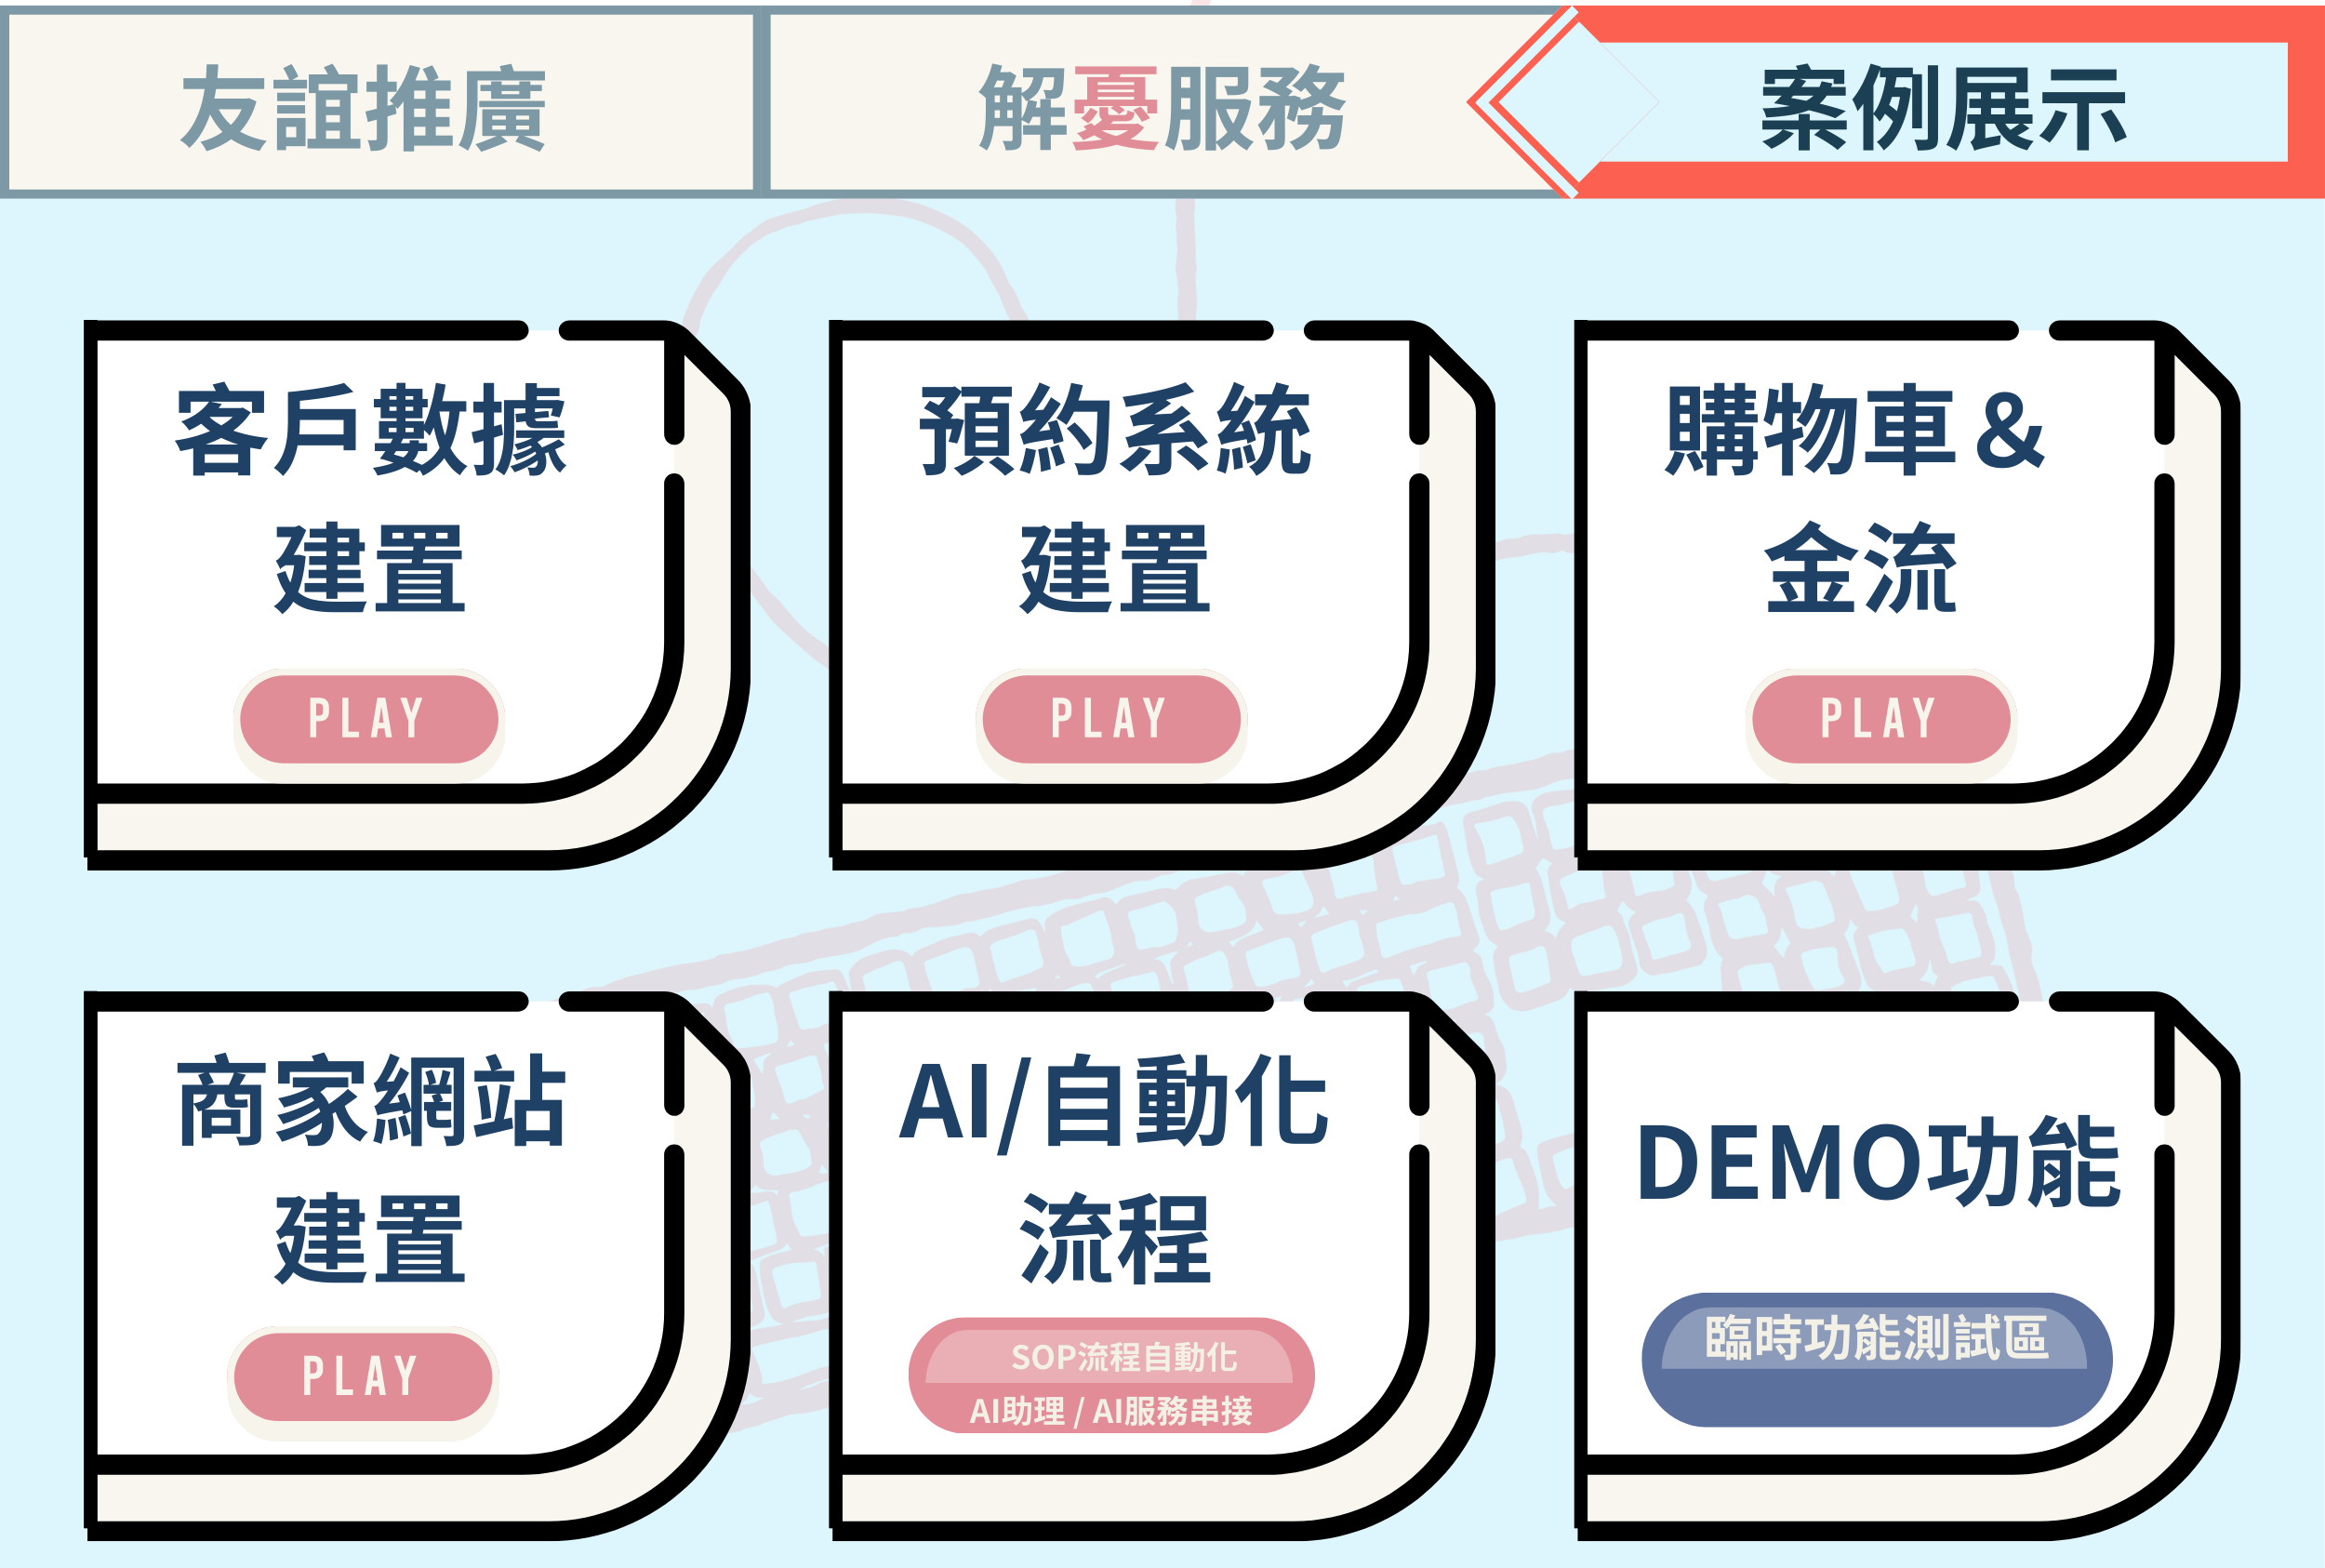 友誼推廣
解憂服務
案例展示
客戶數據
建置
PLAY
預約系統
建置
PLAY
購物車&
金流
PLAY
商家網站
建置
PLAY
AI/自動化
流程
SOP流程自動化
AI助理 / AI服務串接
DEMO功能
臨時功能測試區